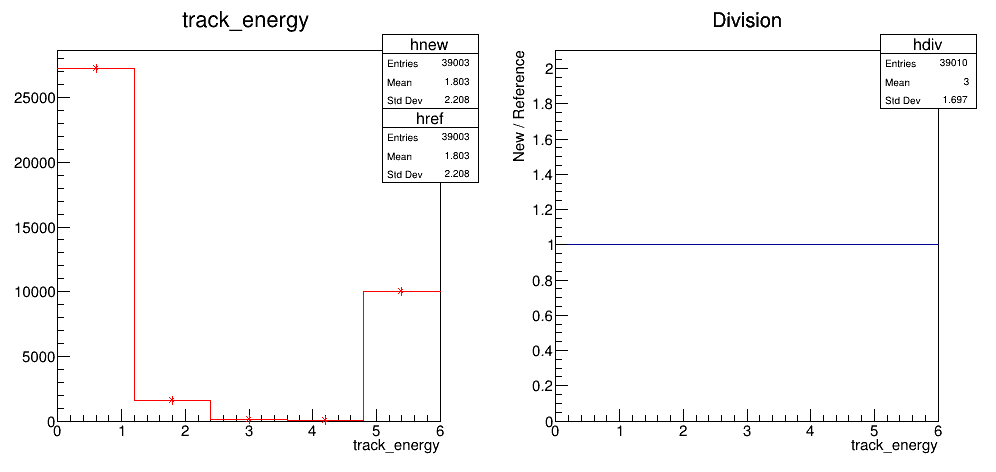 track_energy
hnew
Entries 39003
Mean 1.803
Std Dev 2.208
href
Entries 39003
Mean 1.803
Std Dev 2.208
25000
20000
15000
10000
5000
0
0 1 2 3 4 5 6
track_energy
Division
hdiv
Entries 39010
Mean 3
Std Dev 1.697
New / Reference
2
1.8
1.6
1.4
1.2
1
0.8
0.6
0.4
0.2
0
0 1 2 3 4 5 6
track_energy